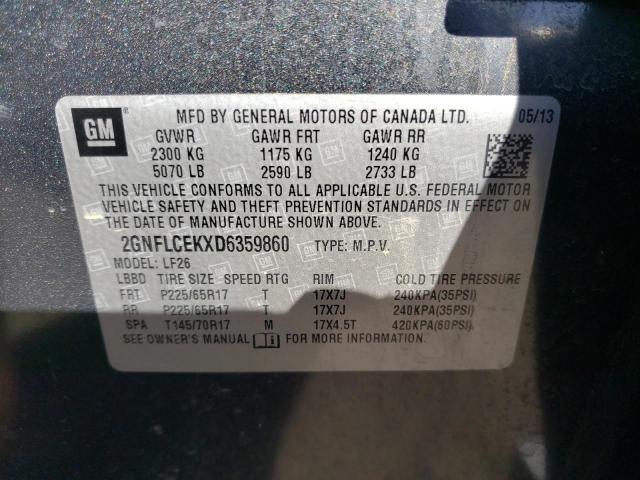 GM
MFD BY GENERAL MOTORS OF CANADA LTD. 05/13
GVWR GAWR FRT GAWR RR
2300 KG 1175 KG 1240 KG
5070 LB 2590 LB 2733 LB
THIS VEHICLE CONFORMS TO ALL APPLICABLE U.S. FEDERAL MOTOR
VEHICLE SAFETY AND THEFT PREVENTION STANDARDS IN EFFECT ON
THE DATE OF MANUFACTURE SHOWN ABOVE.
2GNFLCEKXD6359860 TYPE: M.P.V.
MODEL: LF26
LBBD TIRE SIZE SPEED RTG RIM COLD TIRE PRESSURE
FRT P225/65R17 T 17X7J 240KPA(35PSI)
RR P225/65R17 T 17X7J 240KPA(35PSI)
SPA T145/70R17 M 17X4.5T 420KPA(60PSI)
SEE OWNER'S MANUAL FOR MORE INFORMATION.